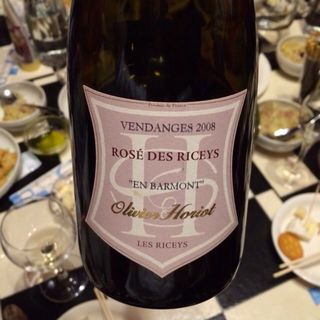 Produit de France
VENDANGES 2008
ROSÉ DES RICEYS
"EN BARMONT"
Olivier Horiot
LES RICEYS